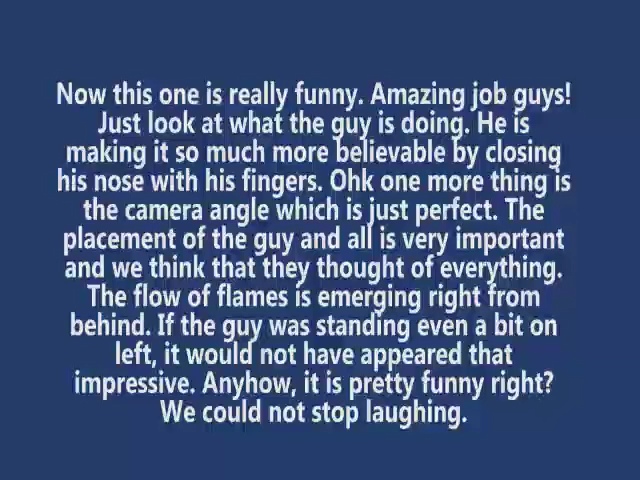 Now this one is really funny. Amazing job guys!
Just look at what the guy is doing. He is
making it so much more believable by closing
his nose with his fingers. Ohk one more thing is
the camera angle which is just perfect. The
placement of the guy and all is very important
and we think that they thought of everything.
The flow of flames is emerging right from
behind. If the guy was standing even a bit on
left, it would not have appeared that
impressive. Anyhow, it is pretty funny right?
We could not stop laughing.